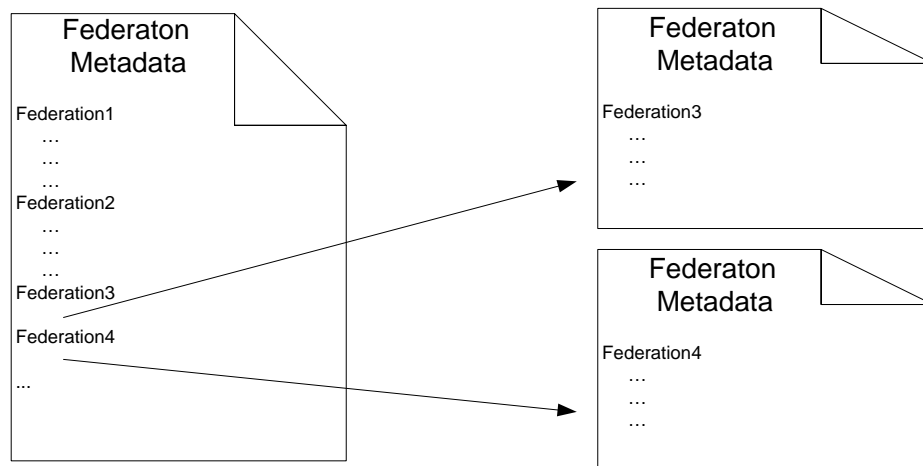 Federaton
Metadata
Federation1
...
...
...
Federation2
...
...
...
Federation3
Federation4
...
Federaton
Metadata
Federation3
...
...
...
Federaton
Metadata
Federation4
...
...
...